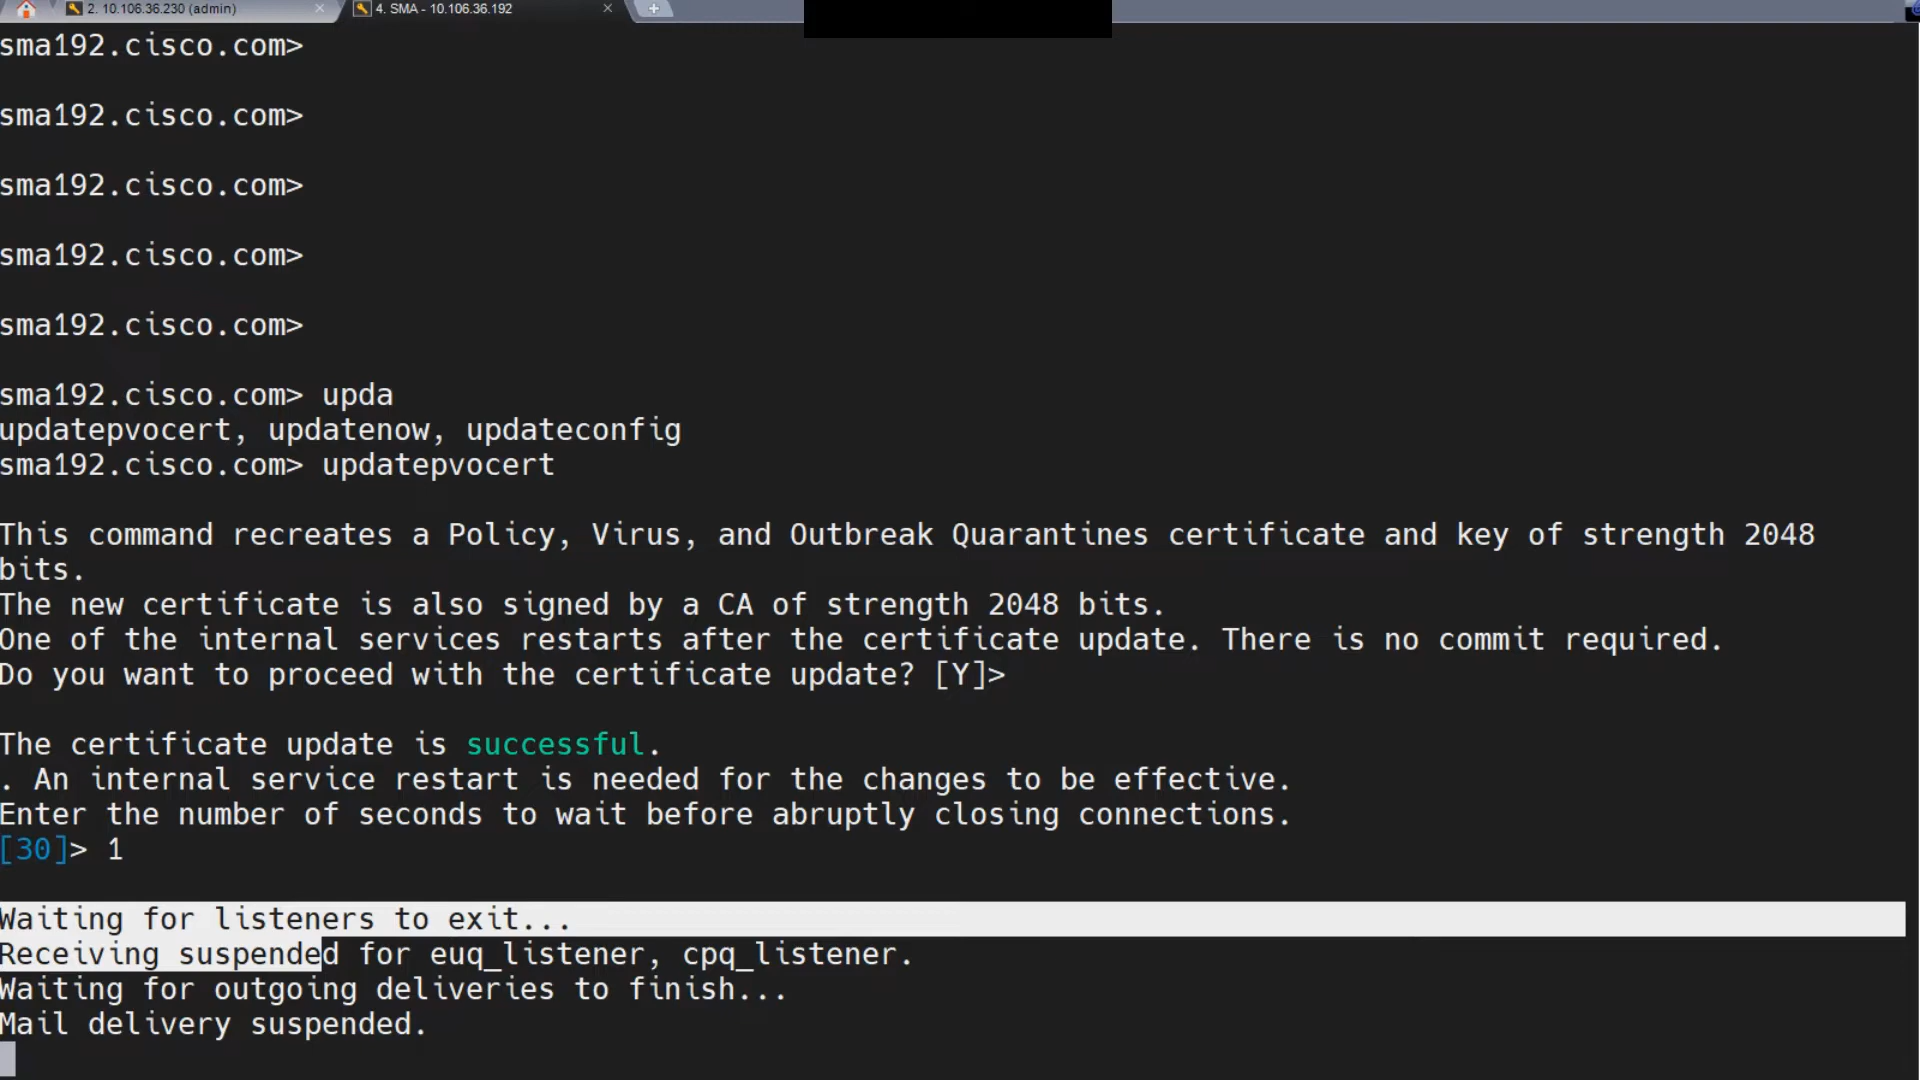 2. 10.106.36.230 (admin)
4. SMA - 10.106.36.192
sma192.cisco.com>
sma192.cisco.com>
sma192.cisco.com>
sma192.cisco.com>
sma192.cisco.com>
sma192.cisco.com> upda
updatepvocert, updatenow, updateconfig
sma192.cisco.com> updatepvocert
This command recreates a Policy, Virus, and Outbreak Quarantines certificate and key of strength 2048
bits.
The new certificate is also signed by a CA of strength 2048 bits.
One of the internal services restarts after the certificate update. There is no commit required.
Do you want to proceed with the certificate update? [Y]>
The certificate update is successful.
. An internal service restart is needed for the changes to be effective.
Enter the number of seconds to wait before abruptly closing connections.
[30]> 1
Waiting for listeners to exit...
Receiving suspended for euq_listener, cpq_listener.
Waiting for outgoing deliveries to finish...
Mail delivery suspended.